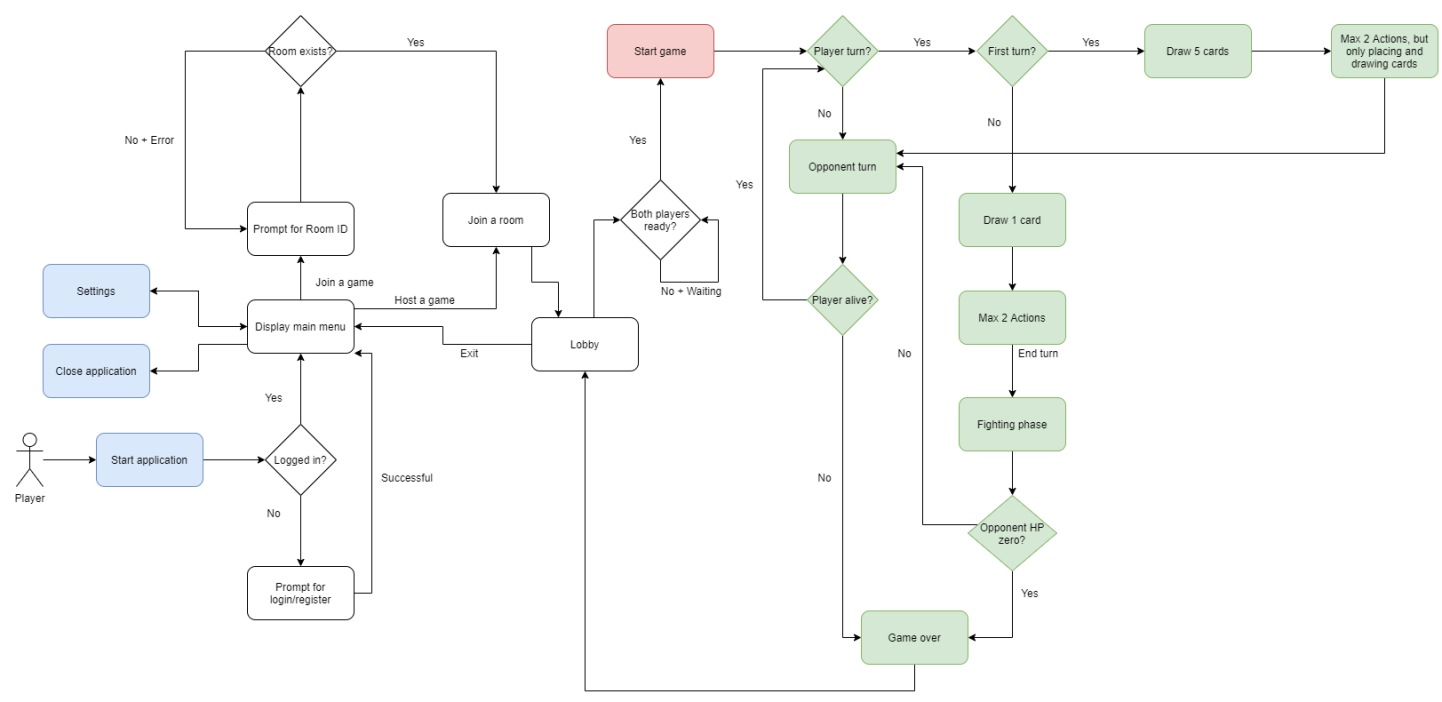 Room exists?
Yes
Start game
Player turn?
Yes
First turn?
Yes
Draw 5 cards
Max 2 Actions, but
only placing and
drawing cards
No + Error
Yes
No
No
Opponent turn
Yes
Prompt for Room ID
Join a room
Both players
ready?
Draw 1 card
Settings
Join a game
Host a game
No + Waiting
Player alive?
Display main menu
Lobby
Max 2 Actions
Exit
No
End turn
Close application
Yes
Fighting phase
Start application
Logged in?
Successful
No
Player
No
Opponent HP
zero?
Prompt for
login/register
Yes
Game over